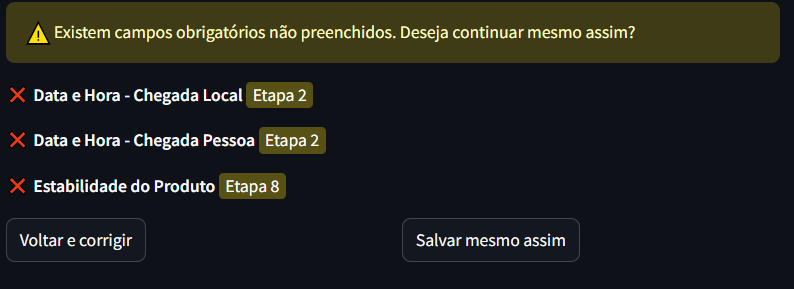 Existem campos obrigatórios não preenchidos. Deseja continuar mesmo assim?
Data e Hora - Chegada Local Etapa 2
Data e Hora - Chegada Pessoa Etapa 2
Estabilidade do Produto Etapa 8
Voltar e corrigir
Salvar mesmo assim